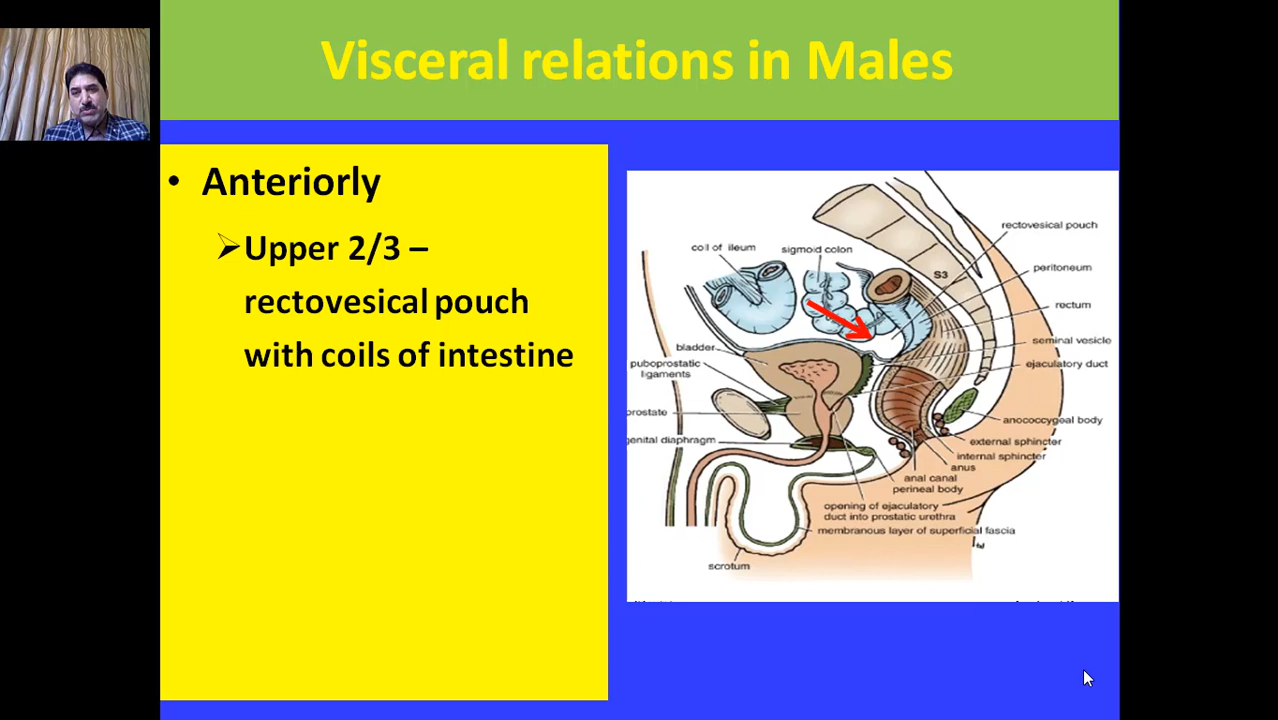 Visceral relations in Males
• Anteriorly
➢Upper 2/3 –
rectovesical pouch
with coils of intestine
coil of ileum
sigmoid colon
rectovesical pouch
S3
peritoneum
rectum
seminal vesicle
ejaculatory duct
bladder
puboprostatic
ligaments
prostate
genital diaphragm
anococcygeal body
external sphincter
internal sphincter
anus
anal canal
perineal body
opening of ejaculatory
duct into prostatic urethra
membranous layer of superficial fascia
scrotum